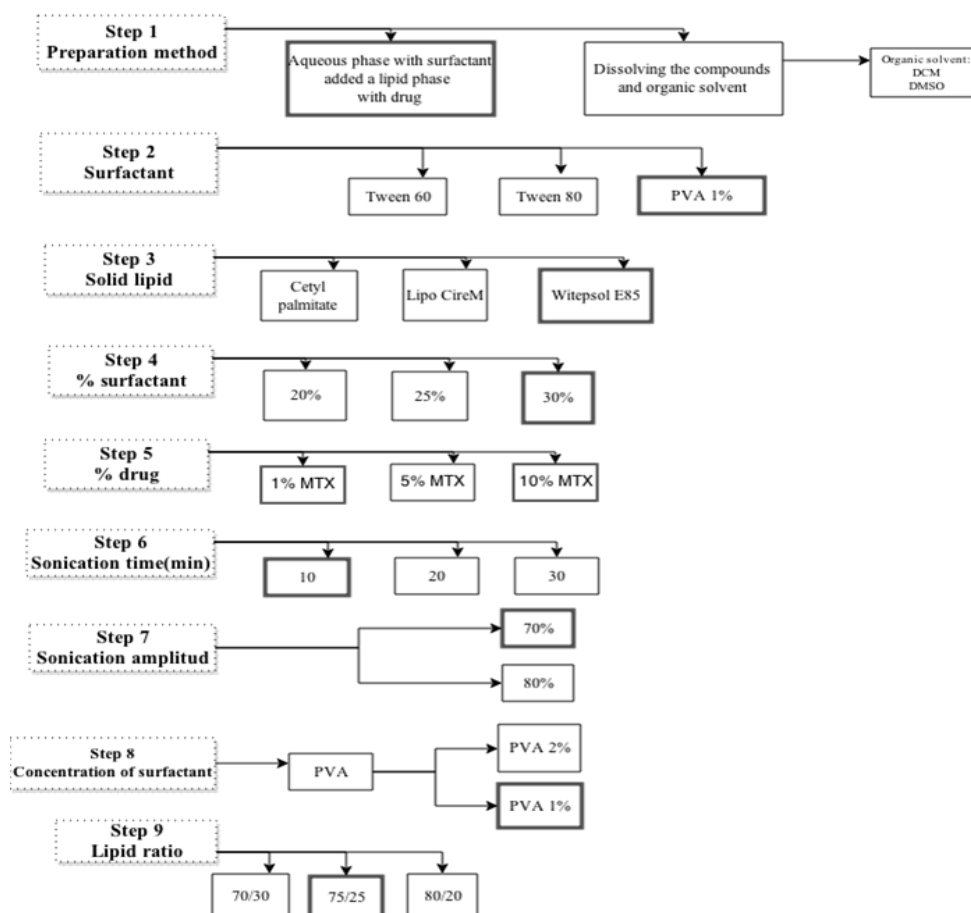 Step 1
Preparation method
Aqueous phase with surfactant
added a lipid phase
with drug
Dissolving the compounds
and organic solvent
Organic solvent:
DCM
DMSO
Step 2
Surfactant
Tween 60
Tween 80
PVA 1%
Step 3
Solid lipid
Cetyl
palmitate
Lipo CireM
Witepsol E85
Step 4
% surfactant
20%
25%
30%
Step 5
% drug
1% MTX
5% MTX
10% MTX
Step 6
Sonication time(min)
10
20
30
Step 7
Sonication amplitud
70%
80%
Step 8
Concentration of surfactant
PVA
PVA 2%
PVA 1%
Step 9
Lipid ratio
70/30
75/25
80/20